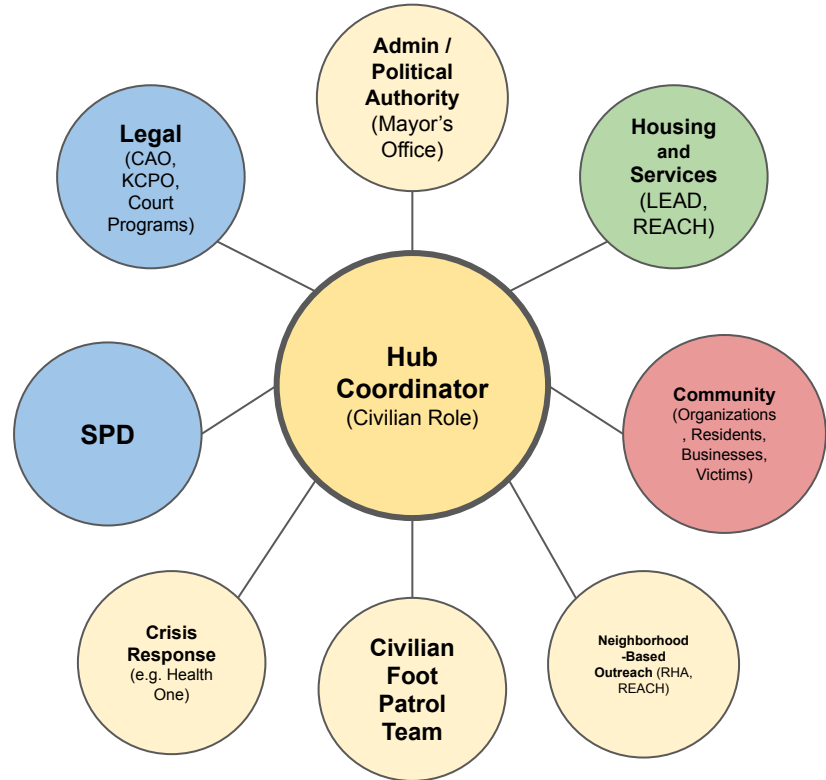 Admin /
Political
Authority
(Mayor's
Office)
Legal
(CAO,
KCPO,
Court
Programs)
Housing
and
Services
(LEAD,
REACH)
Hub
Coordinator
(Civilian Role)
SPD
Community
(Organizations
, Residents,
Businesses,
Victims)
Crisis
Response
(e.g. Health
One)
Civilian
Foot
Patrol
Team
Neighborhood
-Based
Outreach (RHA,
REACH)